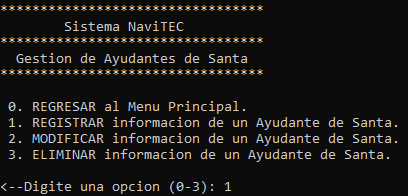 *********************************
Sistema NaviTEC
*********************************
Gestion de Ayudantes de Santa
*********************************
0. REGRESAR al Menu Principal.
1. REGISTRAR informacion de un Ayudante de Santa.
2. MODIFICAR informacion de un Ayudante de Santa.
3. ELIMINAR informacion de un Ayudante de Santa.
<--Digite una opcion (0-3): 1